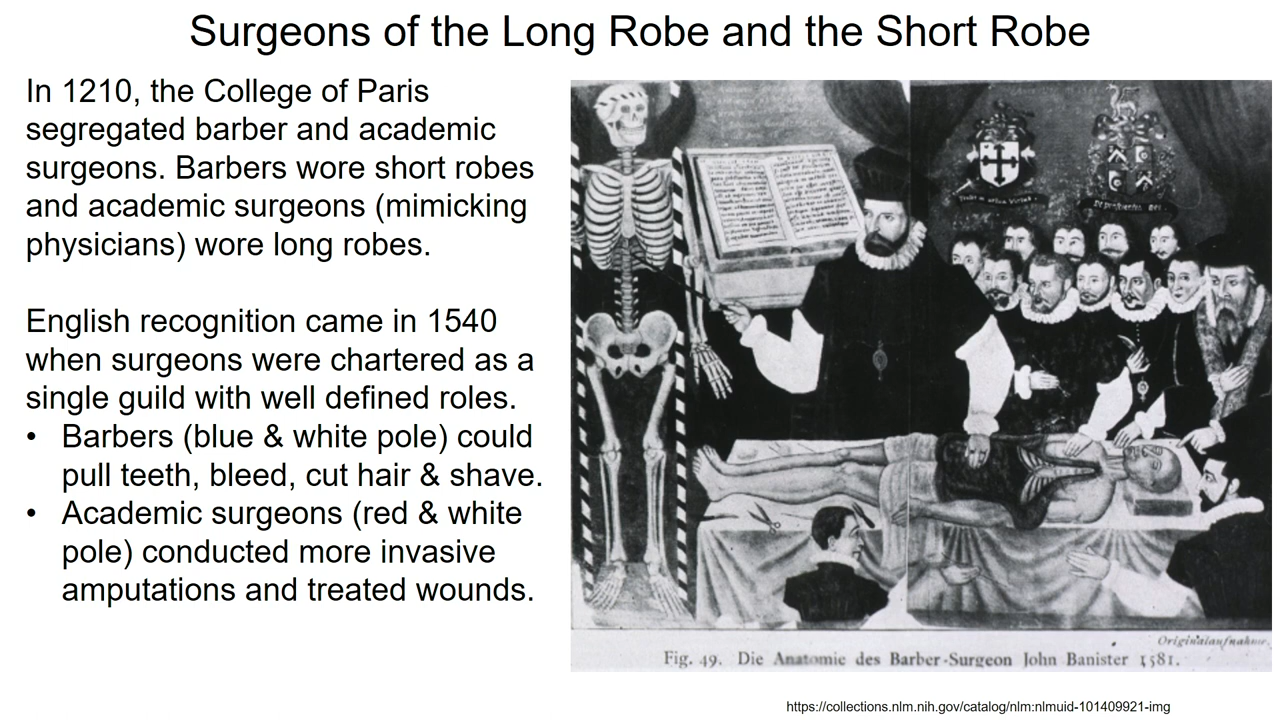 Surgeons of the Long Robe and the Short Robe
In 1210, the College of Paris
segregated barber and academic
surgeons. Barbers wore short robes
and academic surgeons (mimicking
physicians) wore long robes.
English recognition came in 1540
when surgeons were chartered as a
single guild with well defined roles.
• Barbers (blue & white pole) could
pull teeth, bleed, cut hair & shave.
• Academic surgeons (red & white
pole) conducted more invasive
amputations and treated wounds.
Originalaufnahme.
Fig. 49. Die Anatomie des Barber-Surgeon John Banister 1581.
https://collections.nlm.nih.gov/catalog/nlm:nlmuid-101409921-img